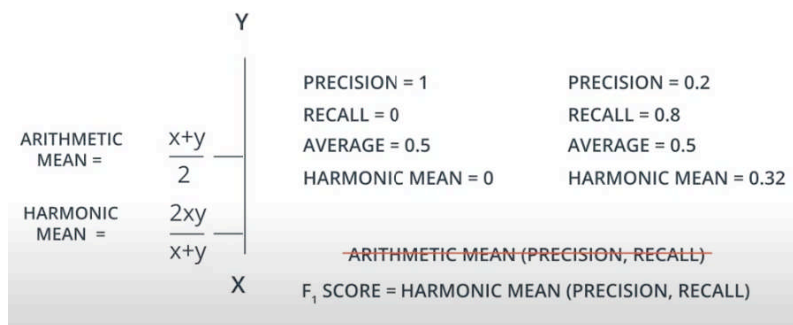 Y
ARITHMETIC
MEAN =
x+y
2
HARMONIC
MEAN =
2xy
x+y
X
PRECISION = 1
RECALL = 0
AVERAGE = 0.5
HARMONIC MEAN = 0
PRECISION = 0.2
RECALL = 0.8
AVERAGE = 0.5
HARMONIC MEAN = 0.32
ARITHMETIC MEAN (PRECISION, RECALL)
F₁ SCORE = HARMONIC MEAN (PRECISION, RECALL)